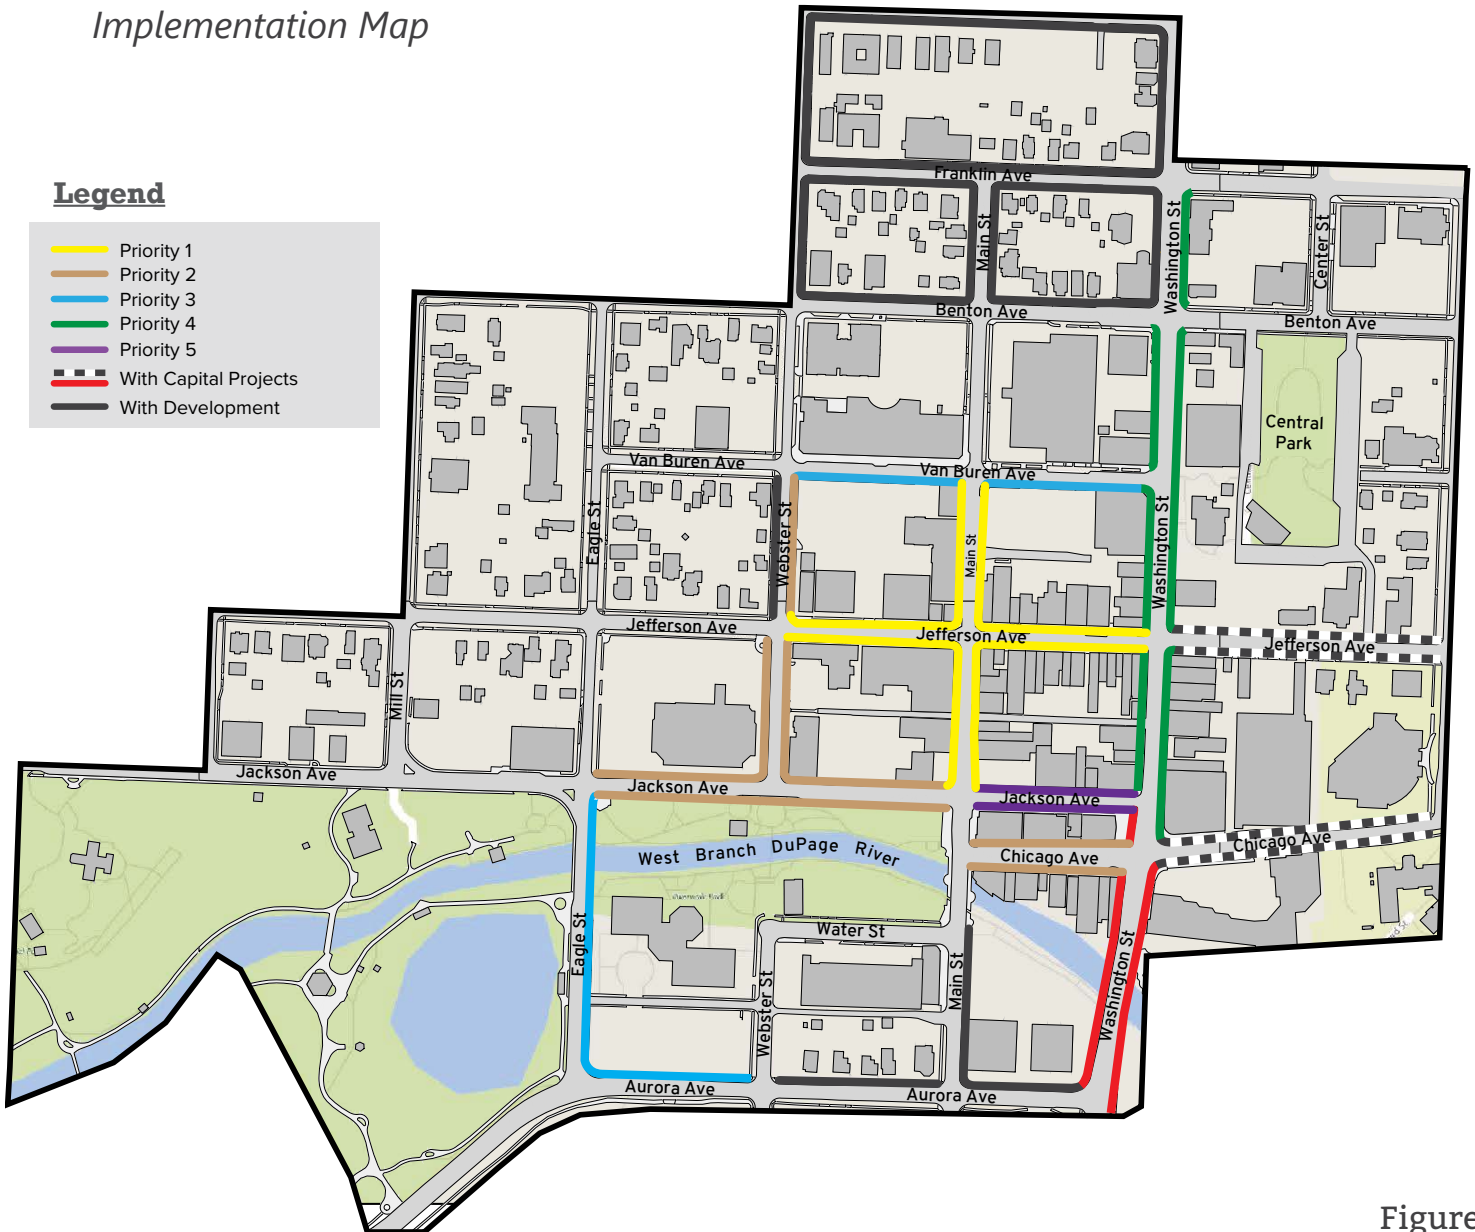 Implementation Map
Legend
Priority 1
Priority 2
Priority 3
Priority 4
Priority 5
With Capital Projects
With Development
Franklin Ave
Main St
Washington St
Center St
Benton Ave
Benton Ave
Central
Park
Van Buren Ave
Van Buren Ave
Eagle St
Webster St
Main St
Washington St
Jefferson Ave
Jefferson Ave
Jefferson Ave
Mill St
Jackson Ave
Jackson Ave
Jackson Ave
Chicago Ave
Chicago Ave
West Branch DuPage River
Water St
Eagle St
Webster St
Main St
Washington St
Aurora Ave
Aurora Ave
Figure